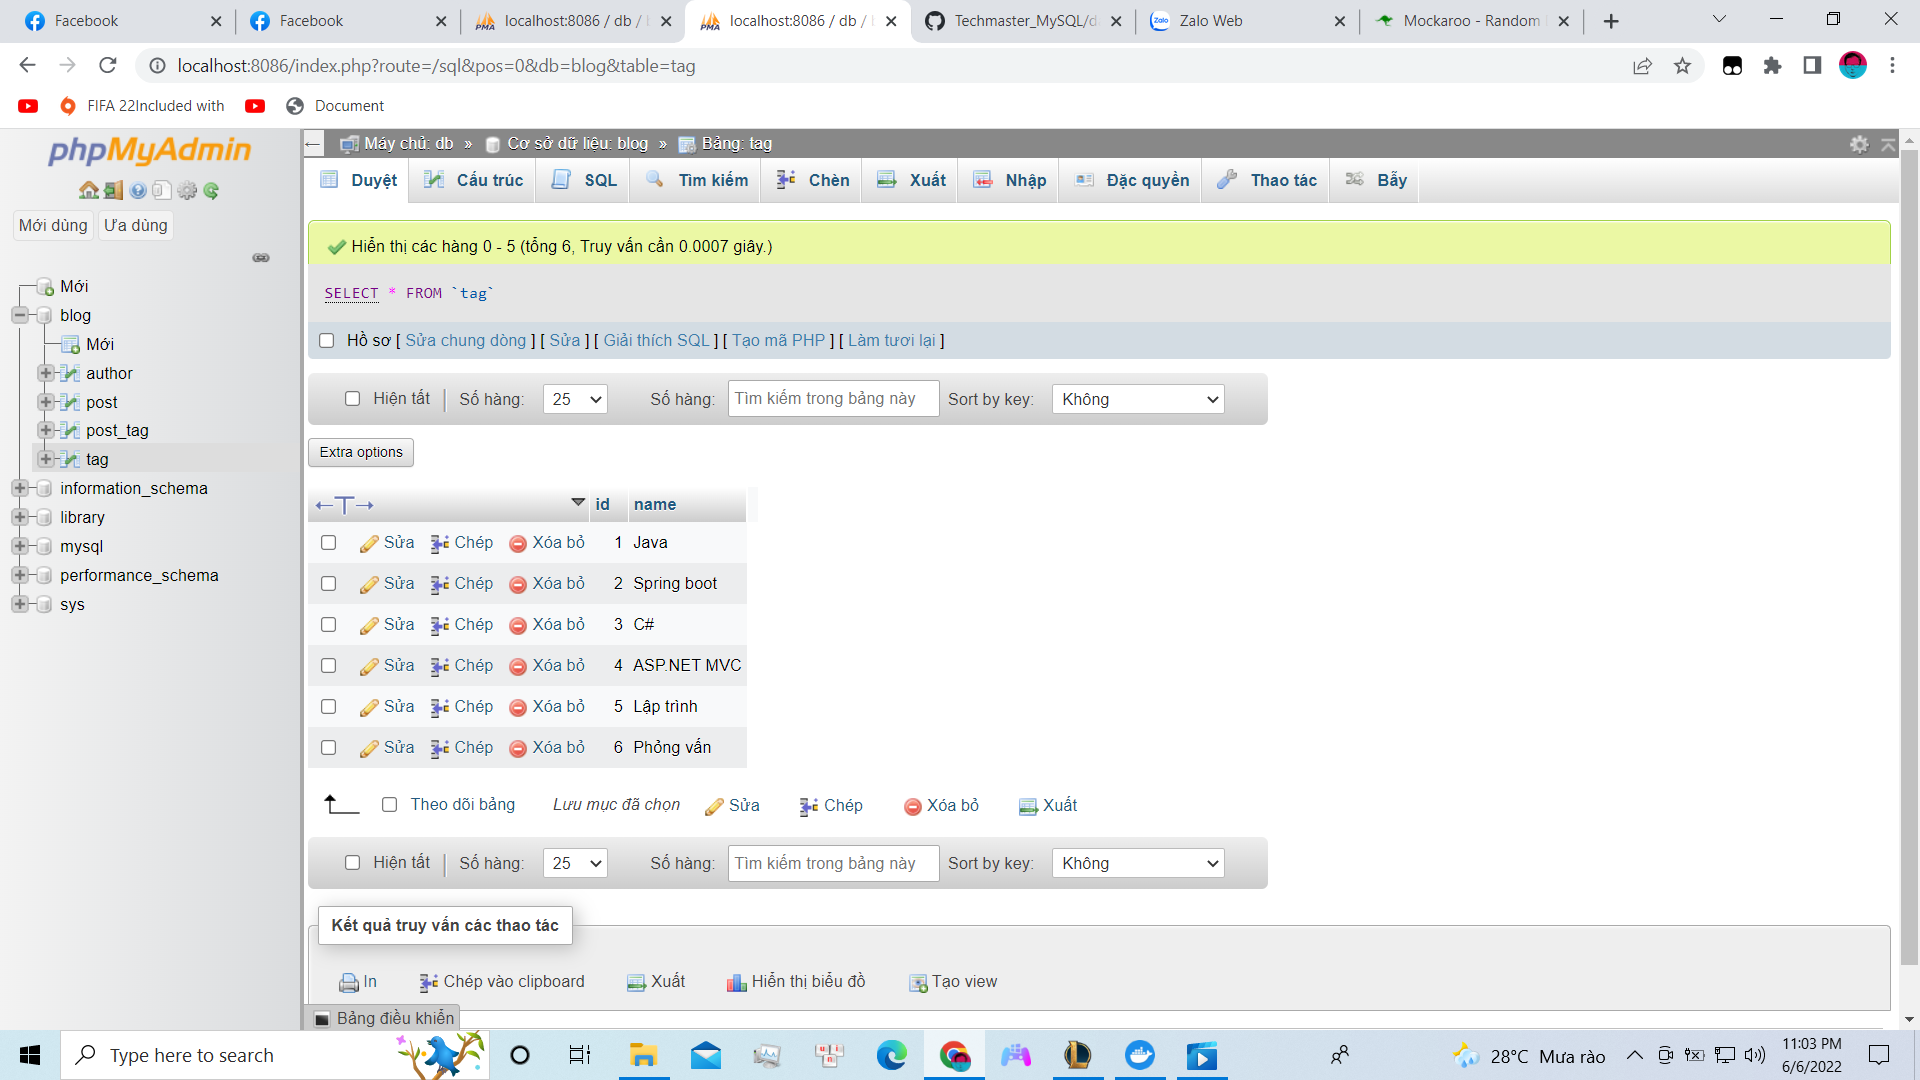 Facebook
Facebook
localhost:8086 / db / b
localhost:8086 / db / b
Techmaster_MySQL/d
Zalo Web
Mockaroo - Random
localhost:8086/index.php?route=/sql&pos=0&db=blog&table=tag
FIFA 22Included with
Document
phpMyAdmin
Mới dùng
Ưa dùng
Mới
blog
Mới
author
post
post_tag
tag
information_schema
library
mysql
performance_schema
sys
Máy chủ: db » Cơ sở dữ liệu: blog » Bảng: tag
Duyệt
Cấu trúc
SQL
Tìm kiếm
Chèn
Xuất
Nhập
Đặc quyền
Thao tác
Bẫy
Hiển thị các hàng 0 - 5 (tổng 6, Truy vấn cần 0.0007 giây.)
SELECT * FROM `tag`
Hồ sơ [ Sửa chung dòng ] [ Sửa ] [ Giải thích SQL ] [ Tạo mã PHP ] [ Làm tươi lại ]
Hiện tất | Số hàng: 25 Số hàng: Tìm kiếm trong bảng này Sort by key: Không
Extra options
id name
Sửa Chép Xóa bỏ 1 Java
Sửa Chép Xóa bỏ 2 Spring boot
Sửa Chép Xóa bỏ 3 C#
Sửa Chép Xóa bỏ 4 ASP.NET MVC
Sửa Chép Xóa bỏ 5 Lập trình
Sửa Chép Xóa bỏ 6 Phỏng vấn
Theo dõi bảng Lưu mục đã chọn Sửa Chép Xóa bỏ Xuất
Hiện tất | Số hàng: 25 Số hàng: Tìm kiếm trong bảng này Sort by key: Không
Kết quả truy vấn các thao tác
In Chép vào clipboard Xuất Hiển thị biểu đồ Tạo view
Bảng điều khiển
Type here to search
28°C Mưa rào
11:03 PM
6/6/2022